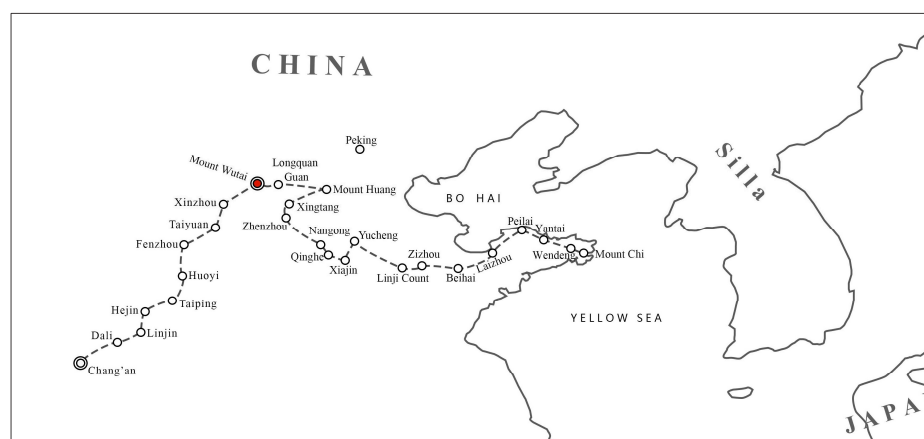 CHINA
Silla
Peking
Mount Wutai
Longquan
Guan
Mount Huang
Xinzhou
Xingtang
Taiyuan
Zhenzhou
BO HAI
Fenzhou
Nangong
Yucheng
Peilai
Yantai
Qinghe
Xiajin
Zizhou
Linji Count
Beihai
Laizhou
Wendeng
Mount Chi
Huoyi
Taiping
Hejin
YELLOW SEA
Dali
Linjin
Chang’an
JAPA